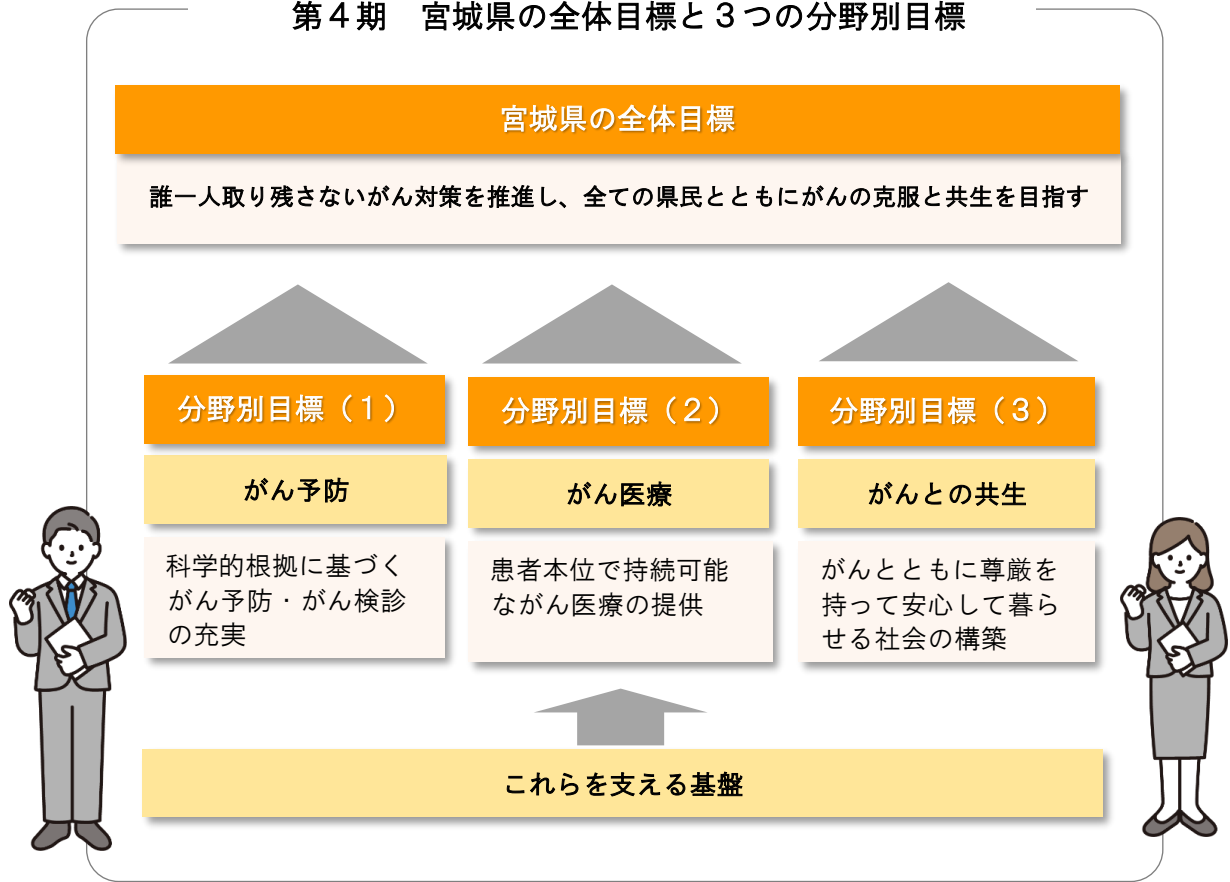 第４期　宮城県の全体目標と３つの分野別目標
宮城県の全体目標
誰一人取り残さないがん対策を推進し、全ての県民とともにがんの克服と共生を目指す
分野別目標（１）
がん予防
科学的根拠に基づく
がん予防・がん検診
の充実
分野別目標（２）
がん医療
患者本位で持続可能
ながん医療の提供
分野別目標（３）
がんとの共生
がんとともに尊厳を
持って安心して暮ら
せる社会の構築
これらを支える基盤